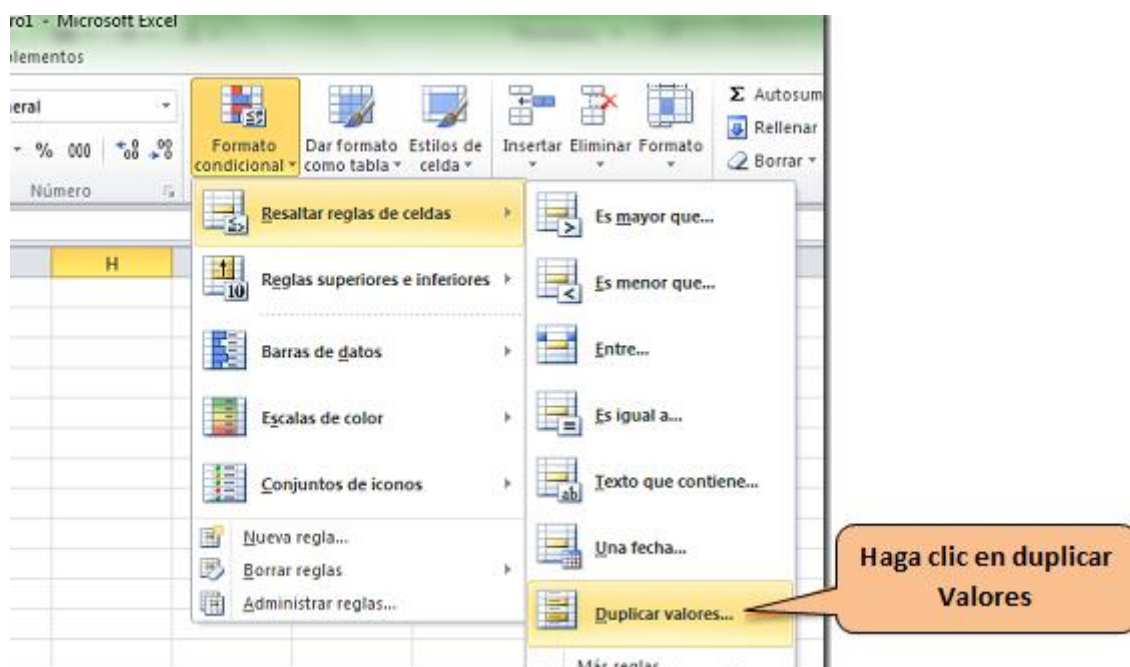 ro1 - Microsoft Excel
lementos
eral
% 000
Número
Formato condicional
Dar formato como tabla
Estilos de celda
Insertar
Eliminar
Formato
Σ Autosum
Rellenar
Borrar
H
Resaltar reglas de celdas
Reglas superiores e inferiores
Barras de datos
Escalas de color
Conjuntos de iconos
Nueva regla...
Borrar reglas
Administrar reglas...
Es mayor que...
Es menor que...
Entre...
Es igual a...
Texto que contiene...
Una fecha...
Duplicar valores...
Más reglas
Haga clic en duplicar
Valores